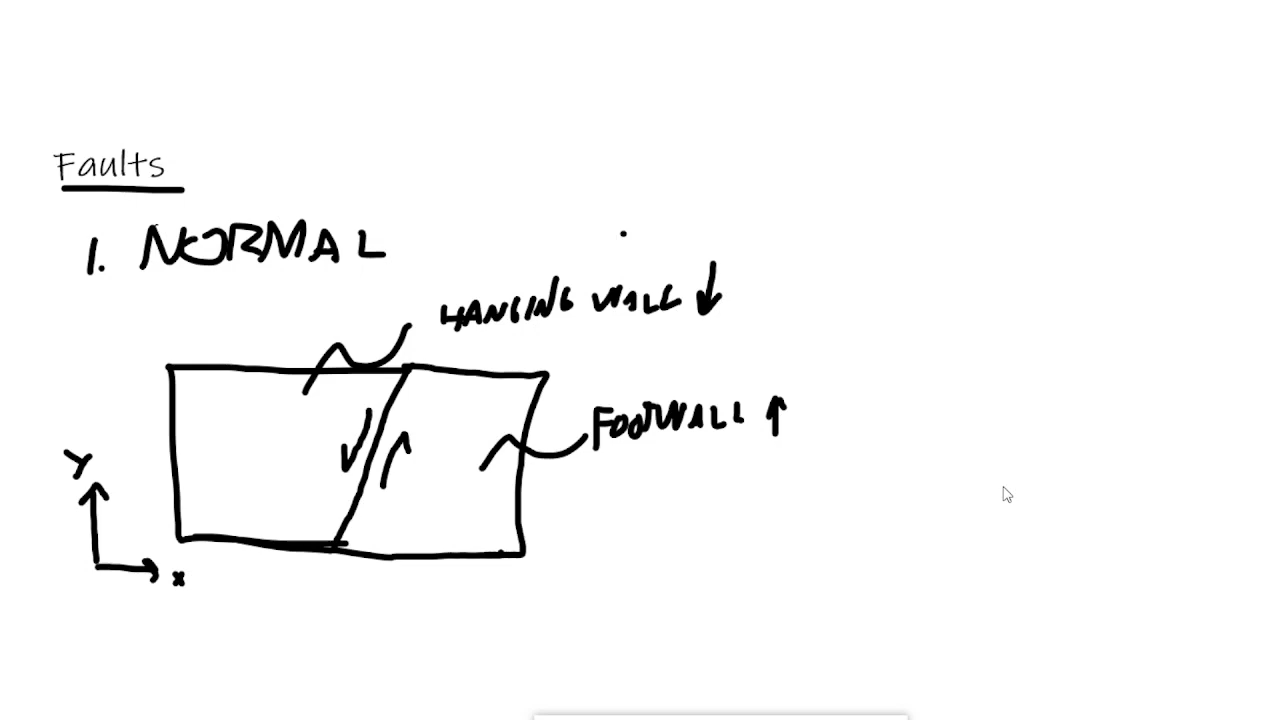 Faults
1. NORMAL
HANGING WALL ↓
FOOTWALL ↑
Y
x